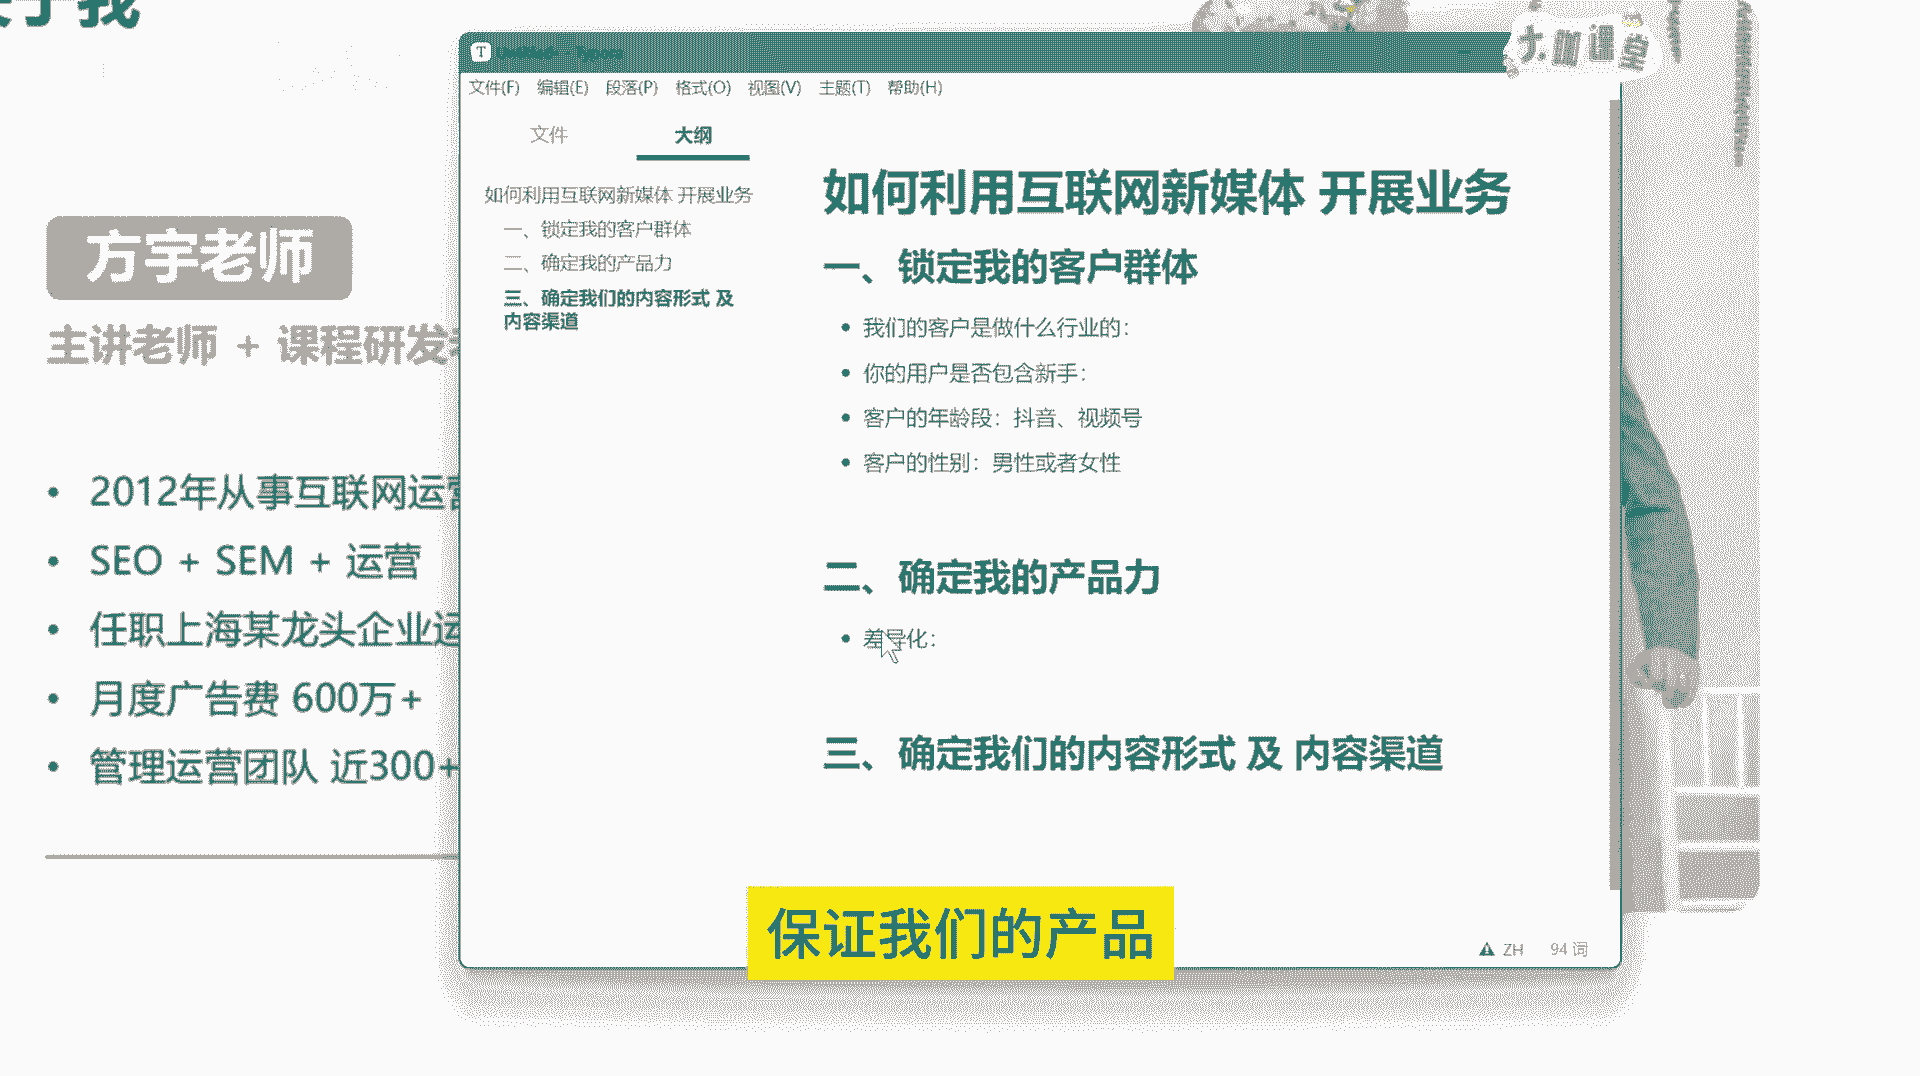 于我
方宇老师
主讲老师 + 课程研发
2012年从事互联网运营
SEO + SEM + 运营
任职上海某龙头企业运
月度广告费 600万+
管理运营团队 近300+
大咖课堂
文件(F) 编辑(E) 段落(P) 格式(O) 视图(V) 主题(T) 帮助(H)
文件 大纲
如何利用互联网新媒体 开展业务
一、锁定我的客户群体
二、确定我的产品力
三、确定我们的内容形式 及
内容渠道
如何利用互联网新媒体 开展业务
一、锁定我的客户群体
我们的客户是做什么行业的：
你的用户是否包含新手：
客户的年龄段：抖音、视频号
客户的性别：男性或者女性
二、确定我的产品力
差异化：
三、确定我们的内容形式 及 内容渠道
保证我们的产品
ZH 94 词